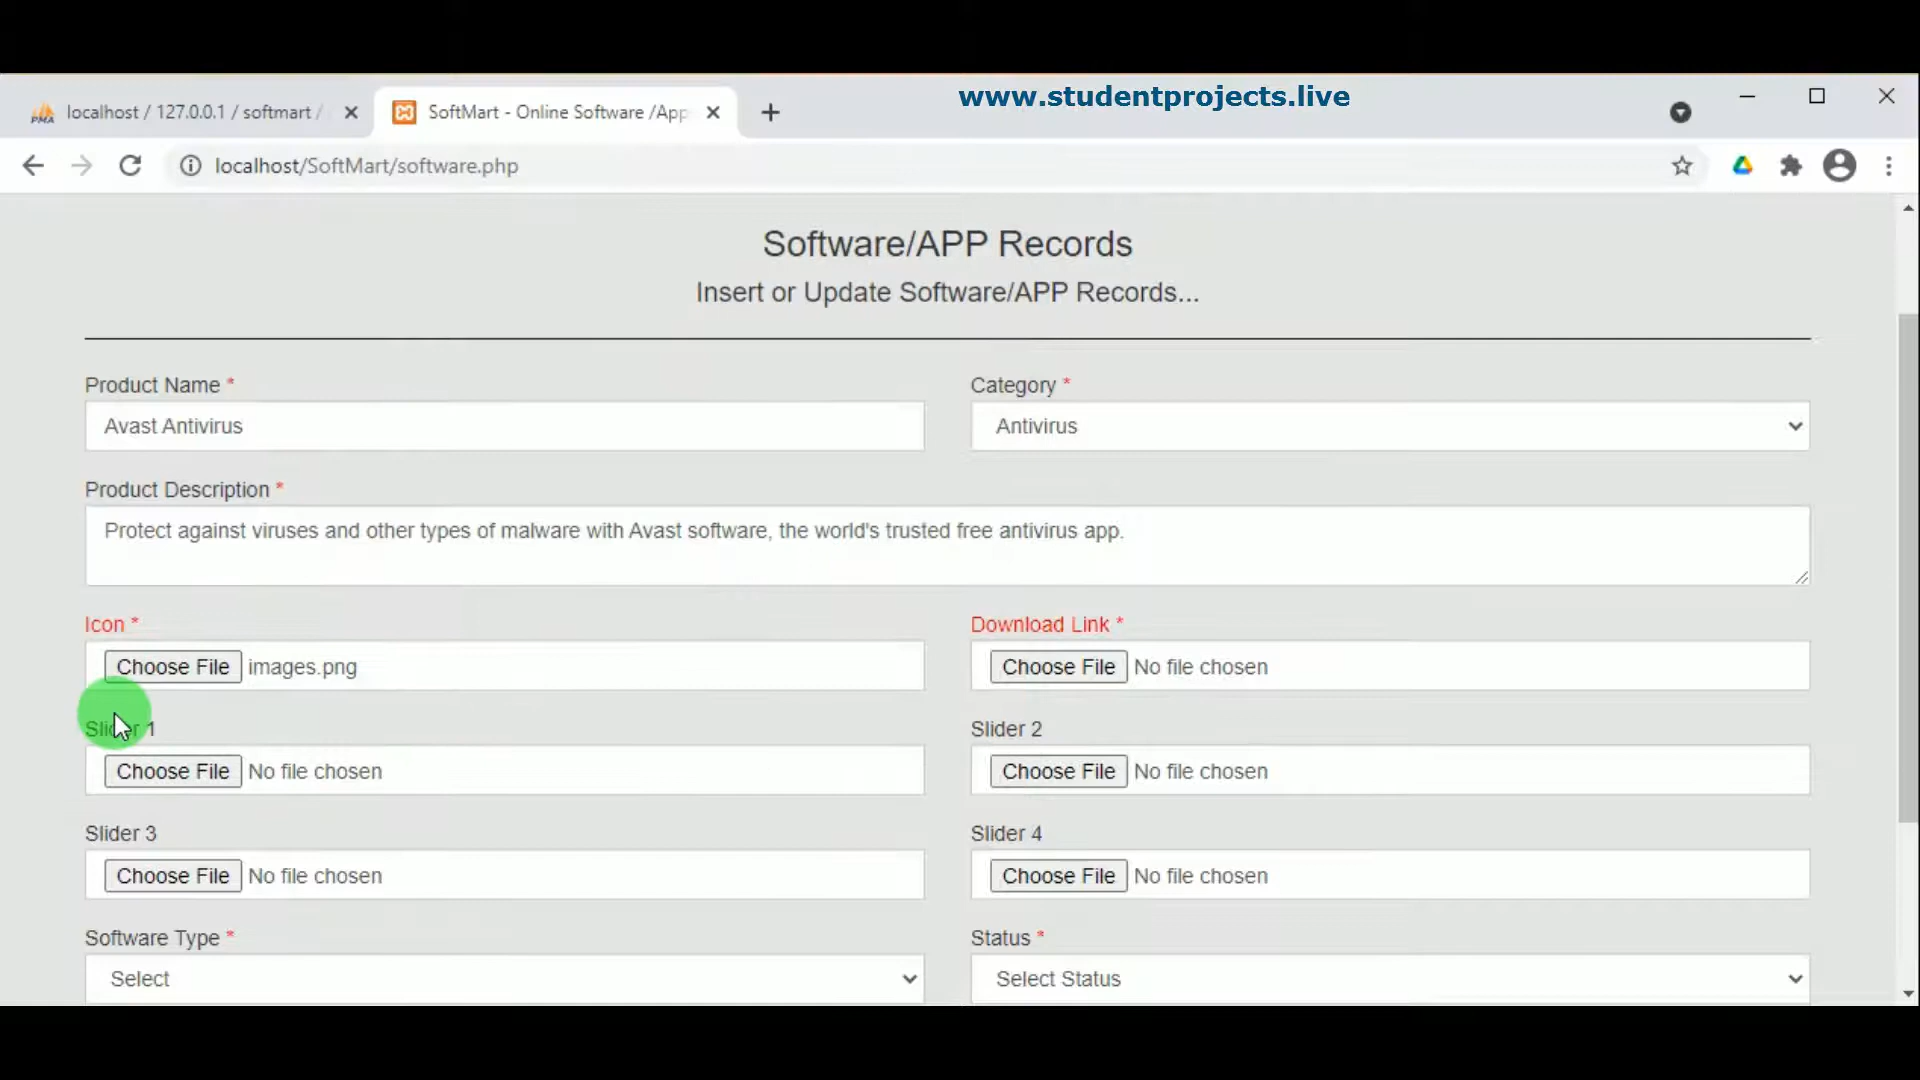 www.studentprojects.live
localhost / 127.0.0.1 / softmart /
SoftMart - Online Software /App
localhost/SoftMart/software.php
Software/APP Records
Insert or Update Software/APP Records...
Product Name *
Category *
Avast Antivirus
Antivirus
Product Description *
Protect against viruses and other types of malware with Avast software, the world's trusted free antivirus app.
Icon *
Download Link *
Choose File images.png
Choose File No file chosen
Slider 1
Slider 2
Choose File No file chosen
Choose File No file chosen
Slider 3
Slider 4
Choose File No file chosen
Choose File No file chosen
Software Type *
Status *
Select
Select Status